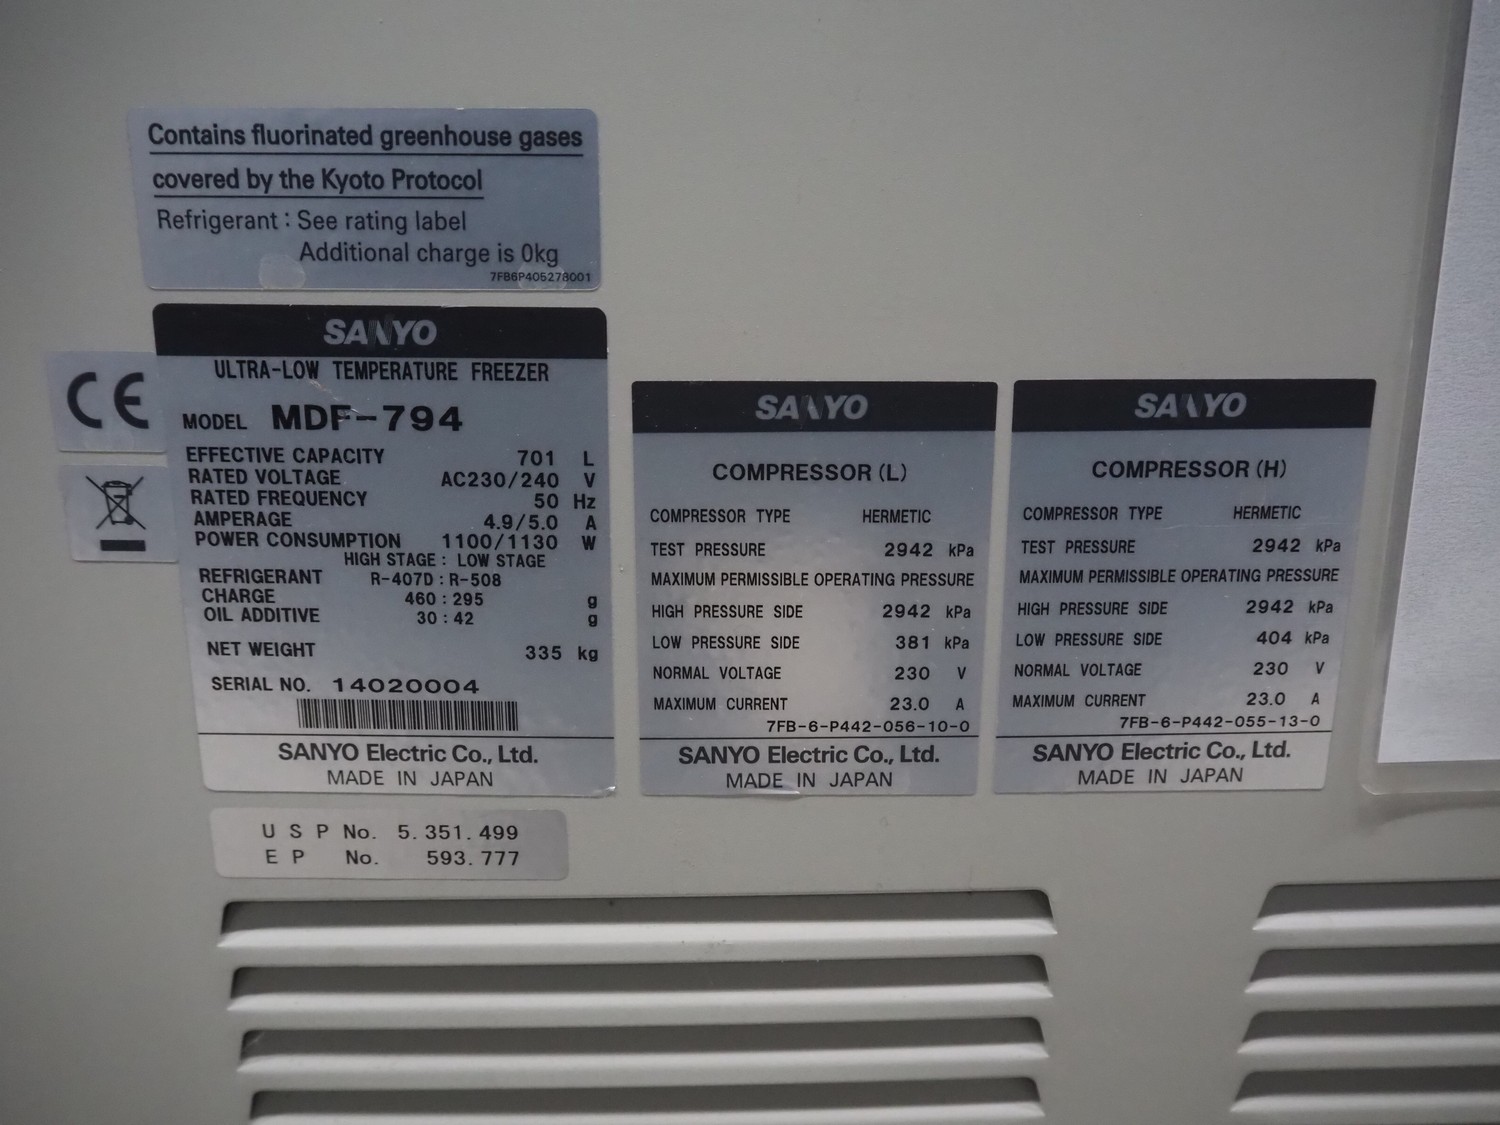 Contains fluorinated greenhouse gases
covered by the Kyoto Protocol
Refrigerant : See rating label
Additional charge is 0kg
7FB6P405278001
CE
SANYO
ULTRA-LOW TEMPERATURE FREEZER
MODEL MDF-794
EFFECTIVE CAPACITY 701 L
RATED VOLTAGE AC230/240 V
RATED FREQUENCY 50 Hz
AMPERAGE 4.9/5.0 A
POWER CONSUMPTION 1100/1130 W
HIGH STAGE : LOW STAGE
REFRIGERANT R-407D : R-508
CHARGE 460 : 295 g
OIL ADDITIVE 30 : 42 g
NET WEIGHT 335 kg
SERIAL NO. 14020004
SANYO Electric Co., Ltd.
MADE IN JAPAN
U S P No. 5. 351. 499
E P No. 593. 777
SANYO
COMPRESSOR (L)
COMPRESSOR TYPE HERMETIC
TEST PRESSURE 2942 kPa
MAXIMUM PERMISSIBLE OPERATING PRESSURE
HIGH PRESSURE SIDE 2942 kPa
LOW PRESSURE SIDE 381 kPa
NORMAL VOLTAGE 230 V
MAXIMUM CURRENT 23.0 A
7FB-6-P442-056-10-0
SANYO Electric Co., Ltd.
MADE IN JAPAN
SANYO
COMPRESSOR (H)
COMPRESSOR TYPE HERMETIC
TEST PRESSURE 2942 kPa
MAXIMUM PERMISSIBLE OPERATING PRESSURE
HIGH PRESSURE SIDE 2942 kPa
LOW PRESSURE SIDE 404 kPa
NORMAL VOLTAGE 230 V
MAXIMUM CURRENT 23.0 A
7FB-6-P442-055-13-0
SANYO Electric Co., Ltd.
MADE IN JAPAN